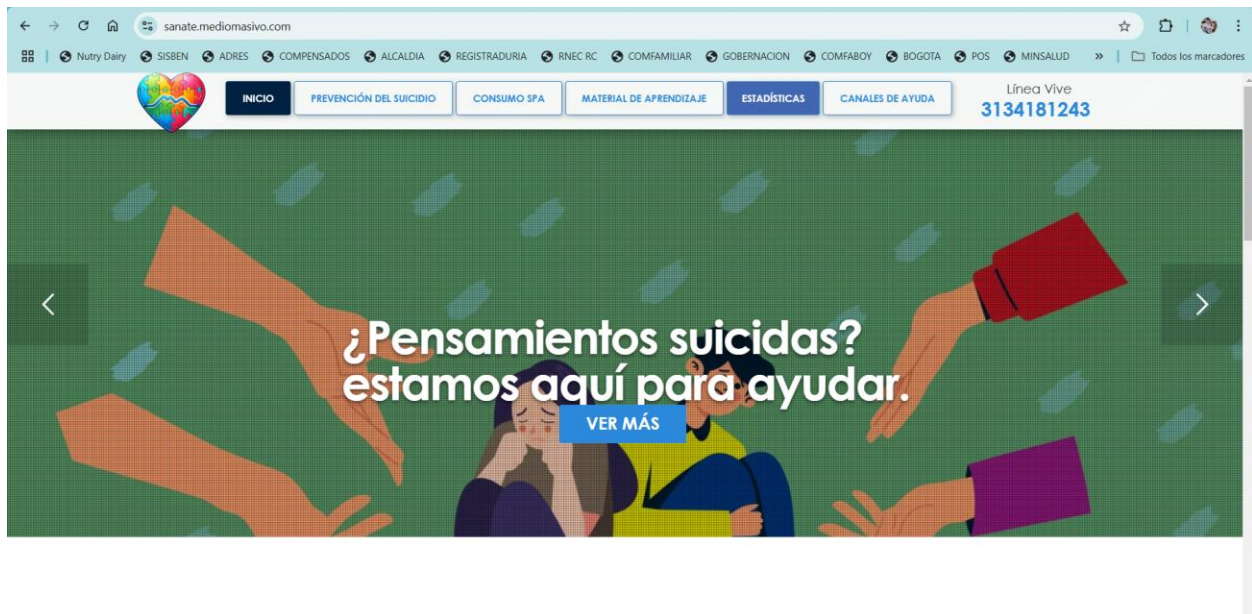 sanate.mediomasivo.com
Nutry Dairy SISBEN ADRES COMPENSADOS ALCALDIA REGISTRADURIA RNEC RC COMFAMILIAR GOBERNACION COMFABOY BOGOTA POS MINSALUD » Todos los marcadores
INICIO PREVENCIÓN DEL SUICIDIO CONSUMO SPA MATERIAL DE APRENDIZAJE ESTADÍSTICAS CANALES DE AYUDA
Línea Vive
3134181243
¿Pensamientos suicidas?
estamos aquí para ayudar.
VER MÁS